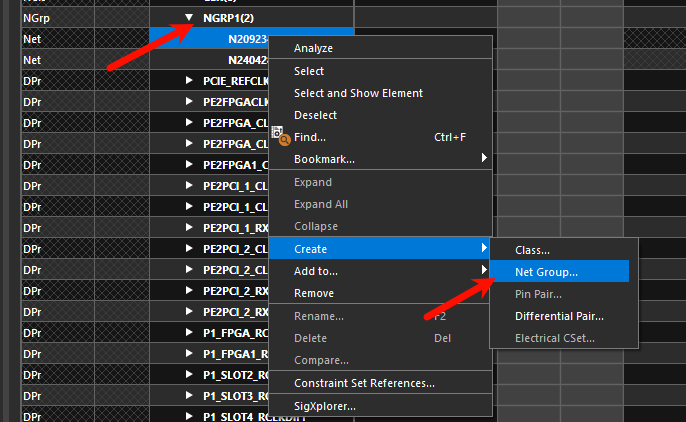 NGrp NGRP1(2)
Net N20923
Net N24042
DPr PCIE_REFCLK
DPr PE2FPGACLK
DPr PE2FPGA_CL
DPr PE2FPGA_CL
DPr PE2FPGA1_C
DPr PE2PCI_1_CL
DPr PE2PCI_1_CL
DPr PE2PCI_1_RX
DPr PE2PCI_2_CL
DPr PE2PCI_2_CL
DPr PE2PCI_2_RX
DPr PE2PCI_2_RX
DPr P1_FPGA_RC
DPr P1_FPGA1_R
DPr P1_SLOT2_R
DPr P1_SLOT3_R
DPr P1_SLOT4_RCLKDIF1
Analyze
Select
Select and Show Element
Deselect
Find... Ctrl+F
Bookmark...
Expand
Expand All
Collapse
Create
Add to...
Remove
Rename... F2
Delete Del
Compare...
Constraint Set References...
SigXplorer...
Class...
Net Group...
Pin Pair...
Differential Pair...
Electrical CSet...